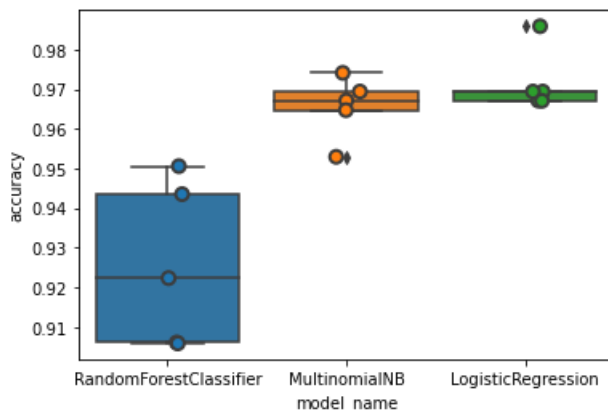 0.98
0.97
0.96
0.95
0.94
0.93
0.92
0.91
accuracy
RandomForestClassifier MultinomialNB LogisticRegression
model_name